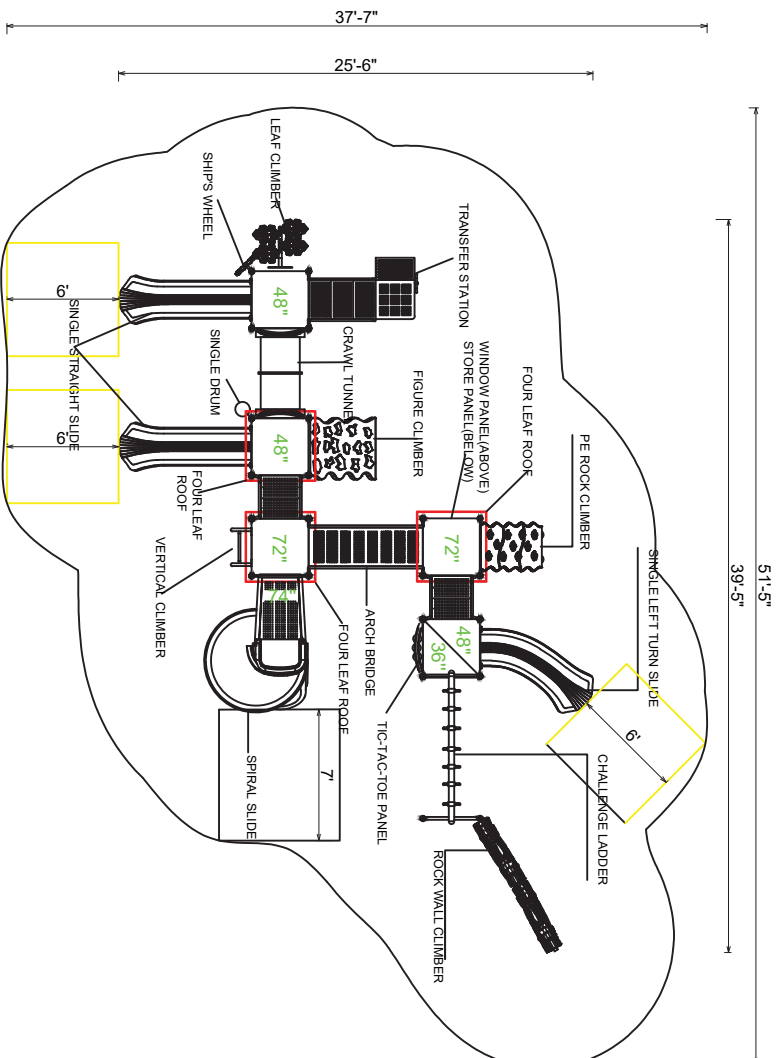 37'-7"
25'-6"
LEAF CLIMBER
SHIP'S WHEEL
TRANSFER STATION
48"
6'
SINGLE STRAIGHT SLIDE
SINGLE DRUM
CRAWL TUNNE
WINDOW PANEL(ABOVE)
STORE PANEL(BELOW)
FOUR LEAF ROOF
FIGURE CLIMBER
PE ROCK CLIMBER
6'
48"
FOUR LEAF
ROOF
VERTICAL CLIMBER
72"
72"
74"
ARCH BRIDGE
SINGLE LEFT TURN SLIDE
39'-5"
51'-5"
48"
36"
FOUR LEAF ROOF
TIC-TAC-TOE PANEL
6'
SPIRAL SLIDE
7'
CHALLENGE LADDER
ROCK WALL CLIMBER